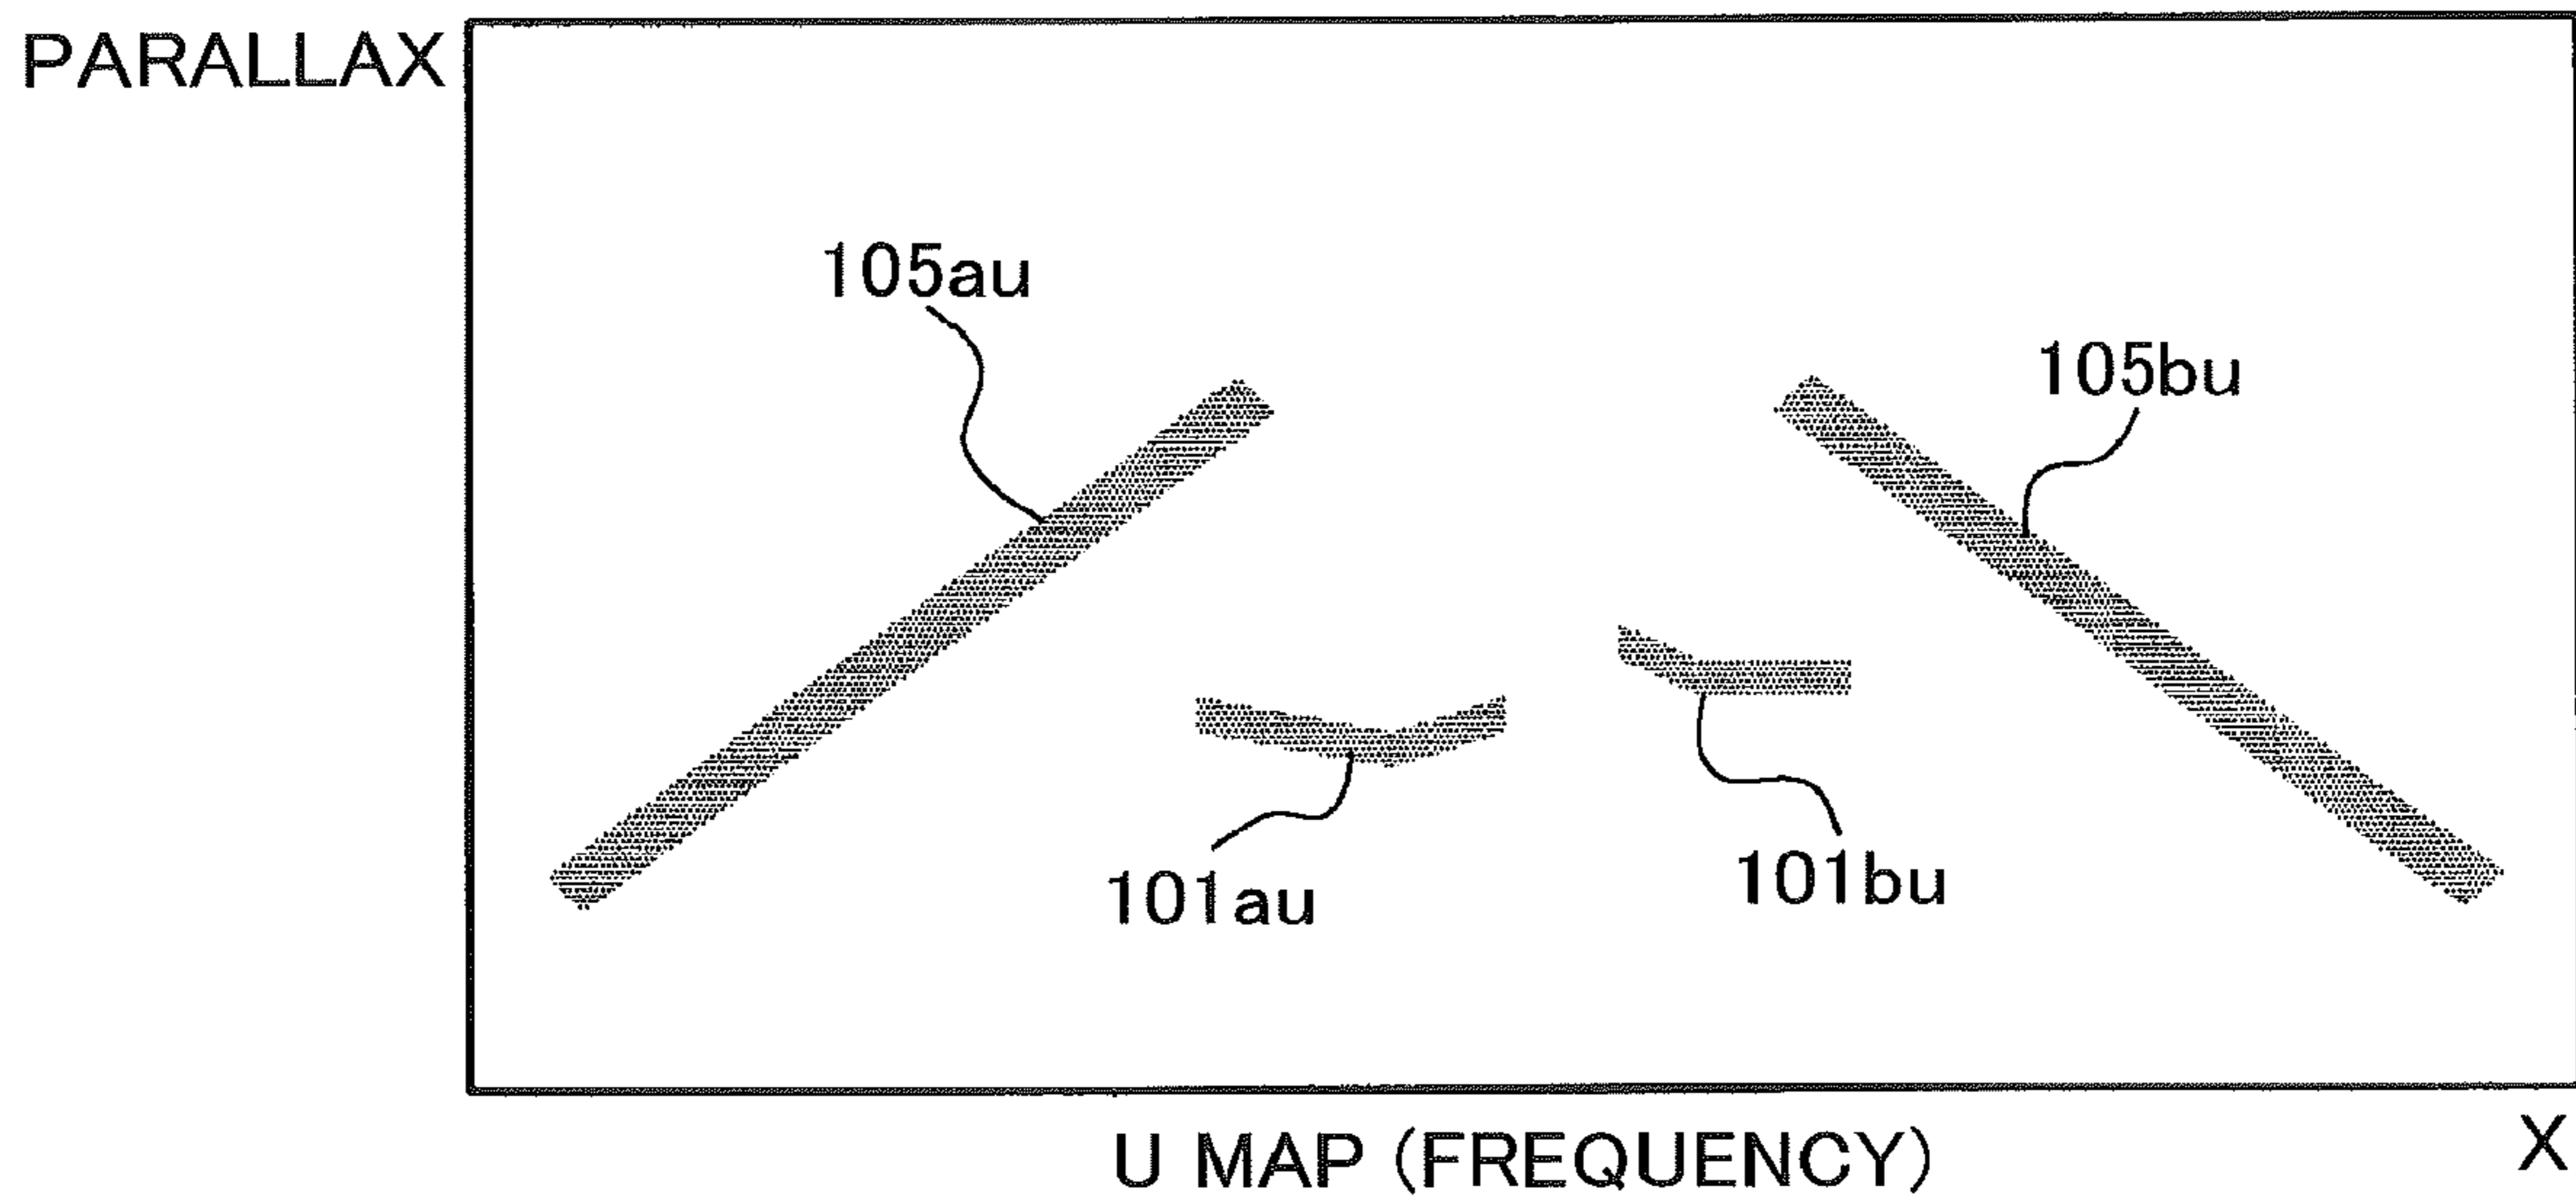 PARALLAX
105au
105bu
101au
101bu
U MAP (FREQUENCY)
X